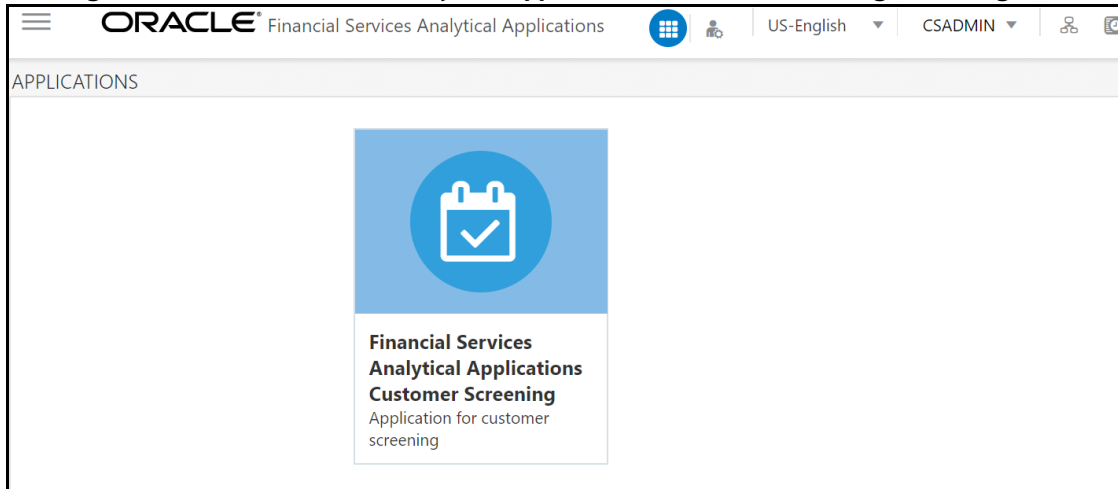 ORACLE® Financial Services Analytical Applications US-English CSADMIN
APPLICATIONS
Financial Services
Analytical Applications
Customer Screening
Application for customer
screening